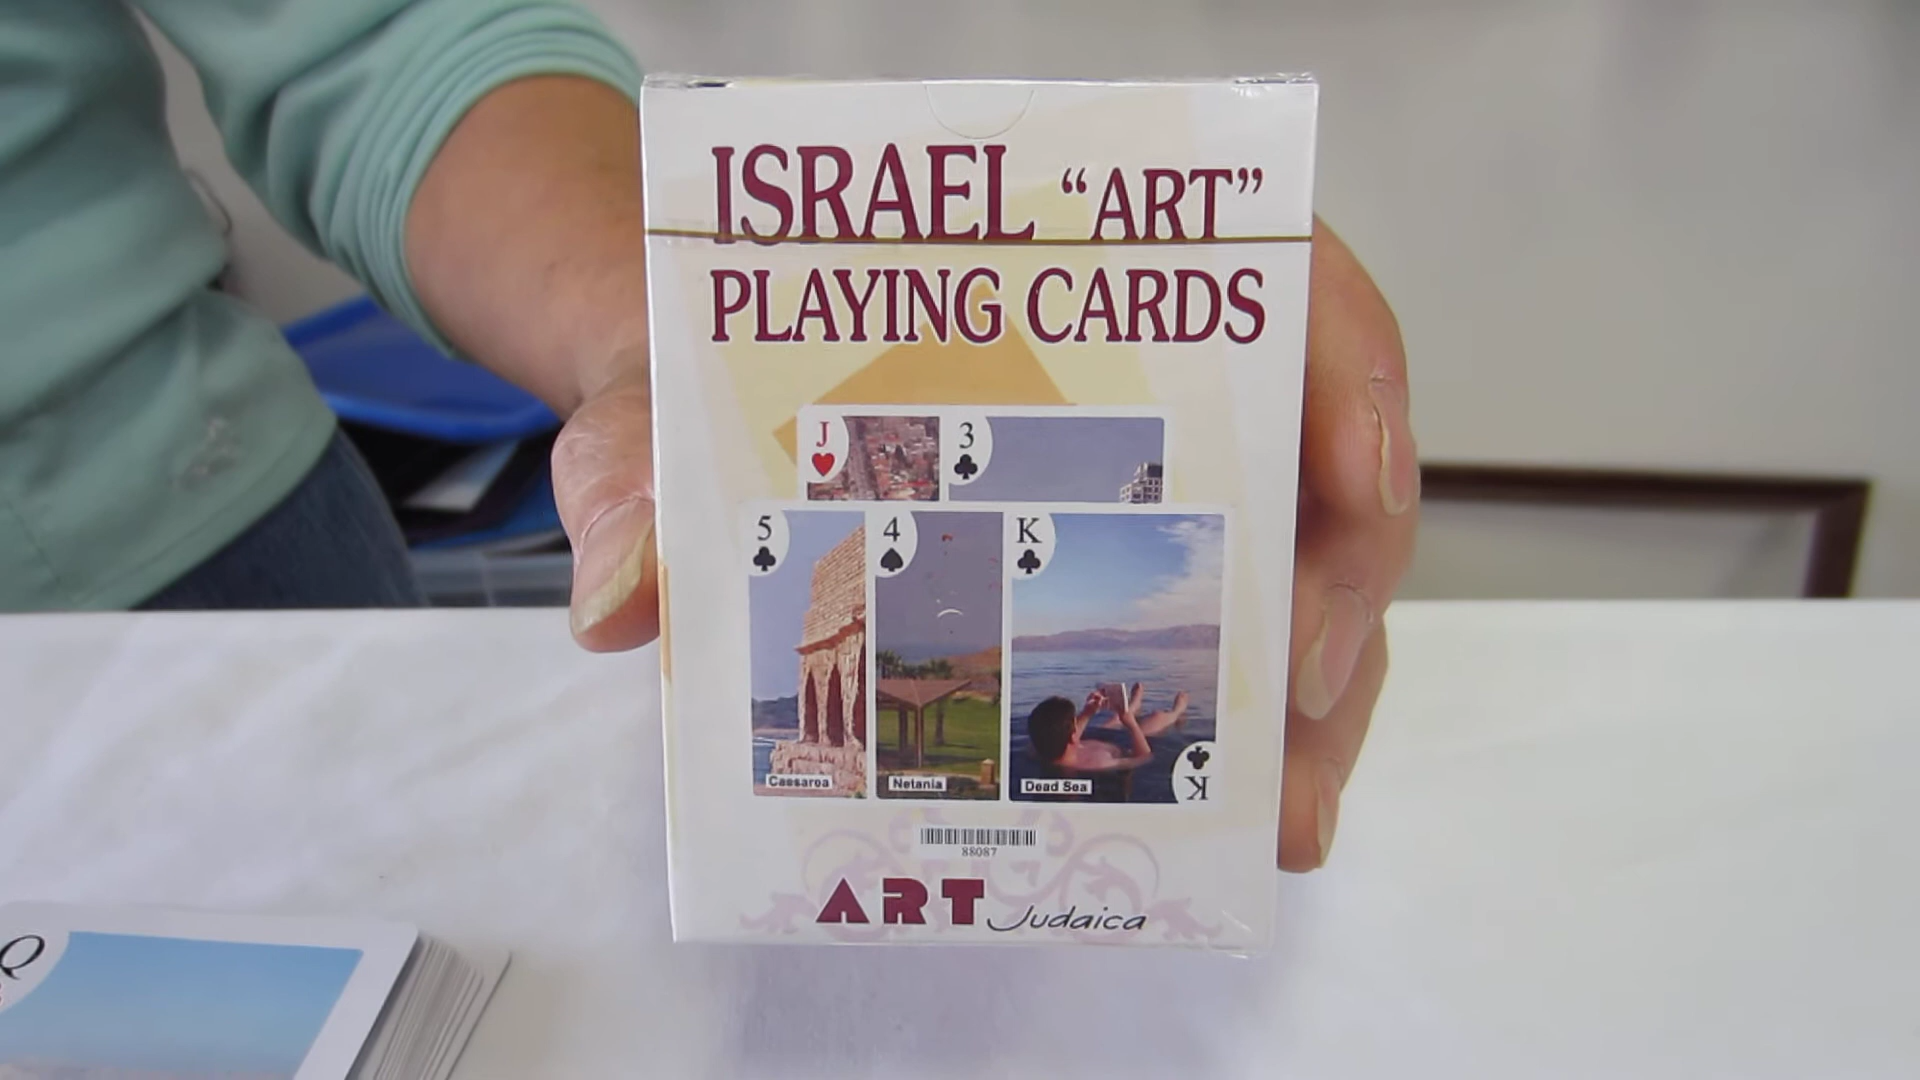 ISRAEL “ART”
PLAYING CARDS
J 3
5 4 K
Caesarea Netania Dead Sea
K
88087
ART Judaica
Q